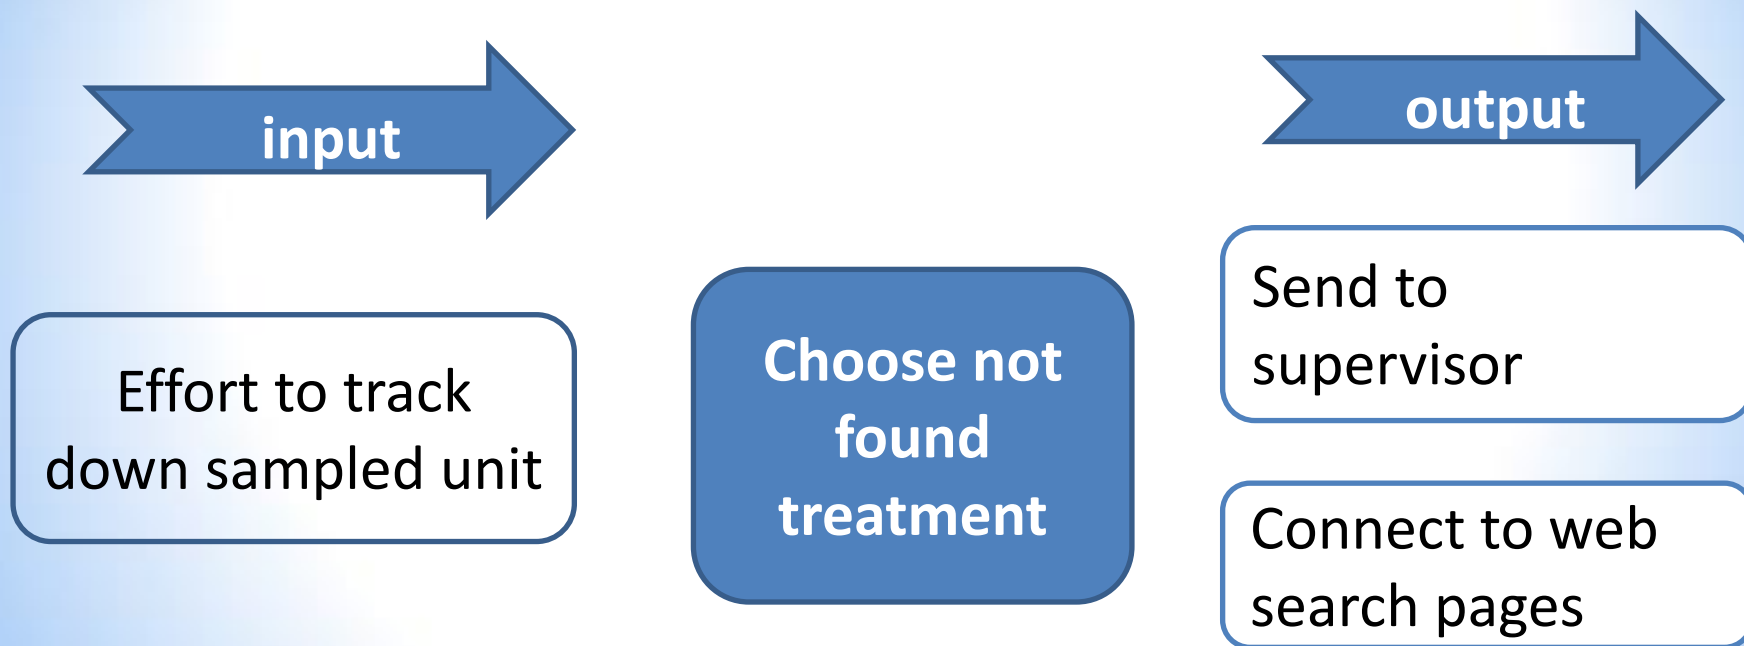 input
output
Effort to track
down sampled unit
Choose not
found
treatment
Send to
supervisor
Connect to web
search pages